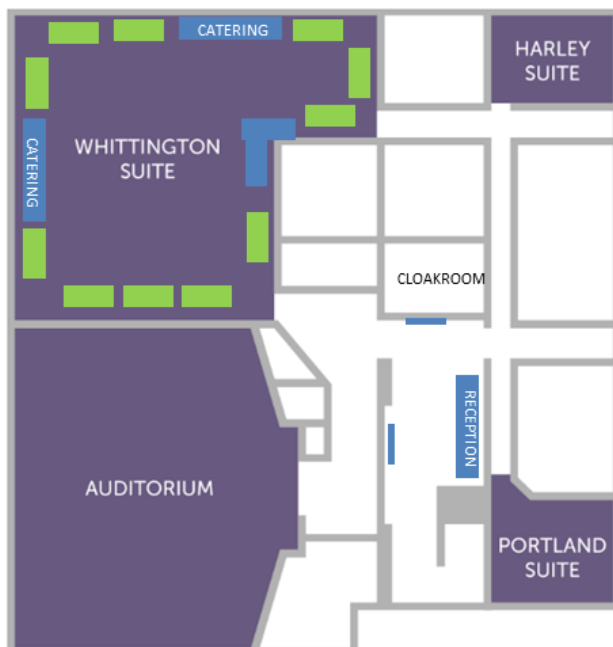 CATERING
HARLEY
SUITE
WHITTINGTON
SUITE
CATERING
CLOAKROOM
RECEPTION
AUDITORIUM
PORTLAND
SUITE